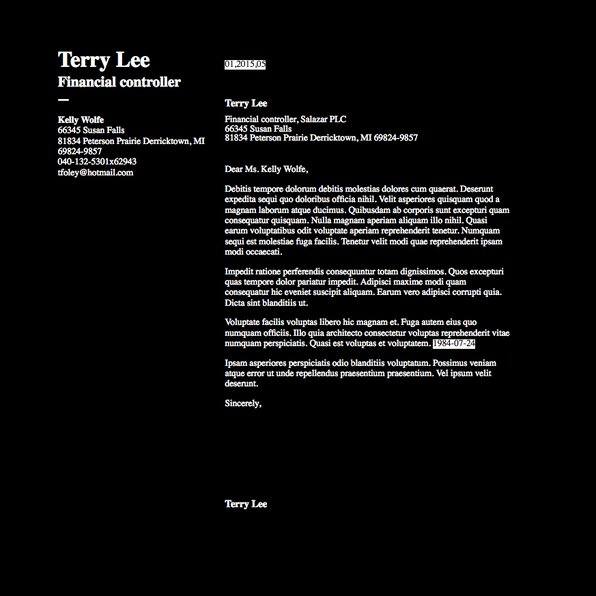 Terry Lee
Financial controller
—
Kelly Wolfe
66345 Susan Falls
81834 Peterson Prairie Derricktown, MI
69824-9857
040-132-5301x62943
tfoley@hotmail.com
01,2015,05
Terry Lee
Financial controller, Salazar PLC
66345 Susan Falls
81834 Peterson Prairie Derricktown, MI 69824-9857
Dear Ms. Kelly Wolfe,
Debitis tempore dolorum debitis molestias dolores cum quaerat. Deserunt
expedita sequi quo doloribus officia nihil. Velit asperiores quisquam quod a
magnam laborum atque ducimus. Quibusdam ab corporis sunt excepturi quam
consequatur quisquam. Nulla magnam aperiam aliquam illo nihil. Quasi
earum voluptatibus odit voluptate aperiam reprehenderit tenetur. Numquam
sequi est molestiae fuga facilis. Tenetur velit modi quae reprehenderit ipsam
modi occaecati.
Impedit ratione perferendis consequuntur totam dignissimos. Quos excepturi
quas tempore dolor pariatur impedit. Adipisci maxime modi quam
consequatur hic eveniet suscipit aliquam. Earum vero adipisci corrupti quia.
Dicta sint blanditiis ut.
Voluptate facilis voluptas libero hic magnam et. Fuga autem eius quo
numquam officiis. Illo quia architecto consectetur voluptas reprehenderit vitae
numquam perspiciatis. Quasi est voluptas et voluptatem. 1984-07-24
Ipsam asperiores perspiciatis odio blanditiis voluptatum. Possimus veniam
atque error ut unde repellendus praesentium praesentium. Vel ipsum velit
deserunt.
Sincerely,
Terry Lee